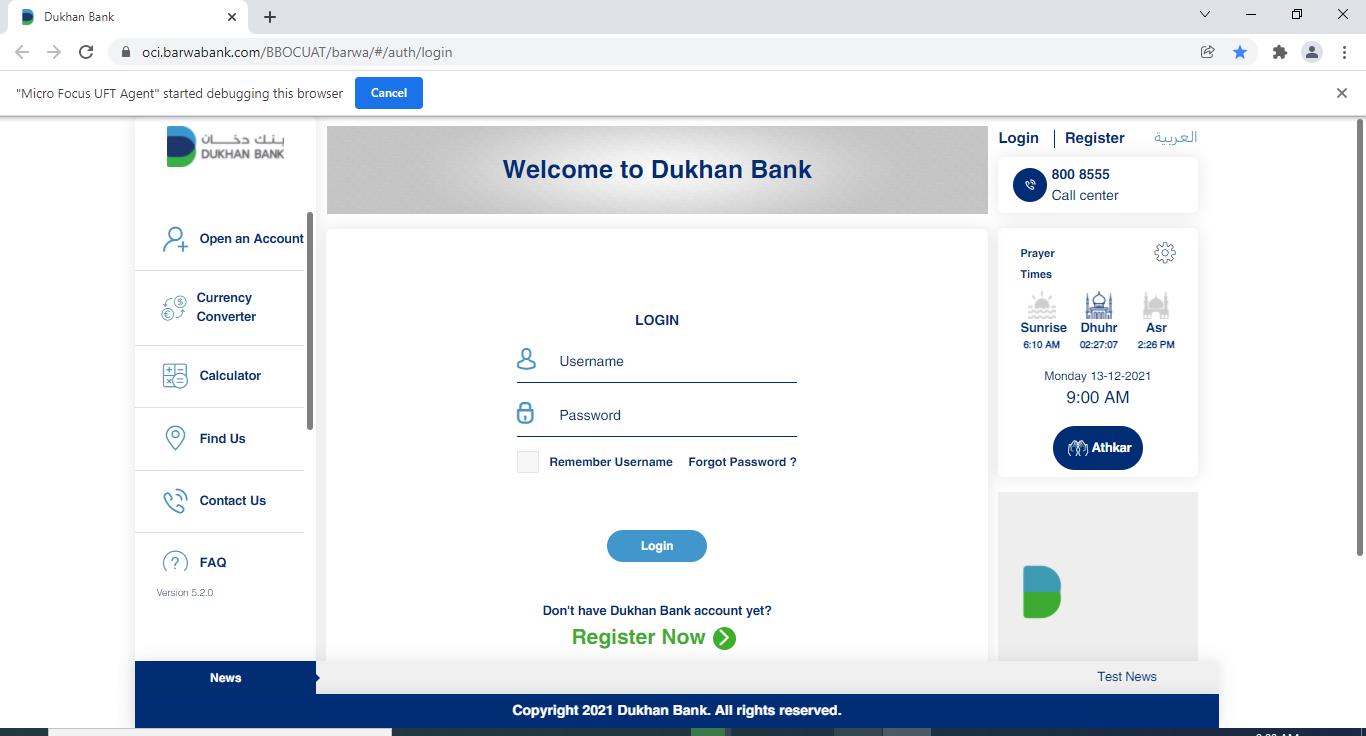 Dukhan Bank
oci.barwabank.com/BBOCUAT/barwa/#/auth/login
"Micro Focus UFT Agent" started debugging this browser
Cancel
بنك دخان
DUKHAN BANK
Open an Account
Currency
Converter
Calculator
Find Us
Contact Us
FAQ
Version 5.2.0
Welcome to Dukhan Bank
LOGIN
Username
Password
Remember Username Forgot Password ?
Login
Don't have Dukhan Bank account yet?
Register Now
Login | Register العربية
800 8555
Call center
Prayer
Times
Sunrise Dhuhr Asr
6:10 AM 02:27:07 2:26 PM
Monday 13-12-2021
9:00 AM
Athkar
News
Test News
Copyright 2021 Dukhan Bank. All rights reserved.